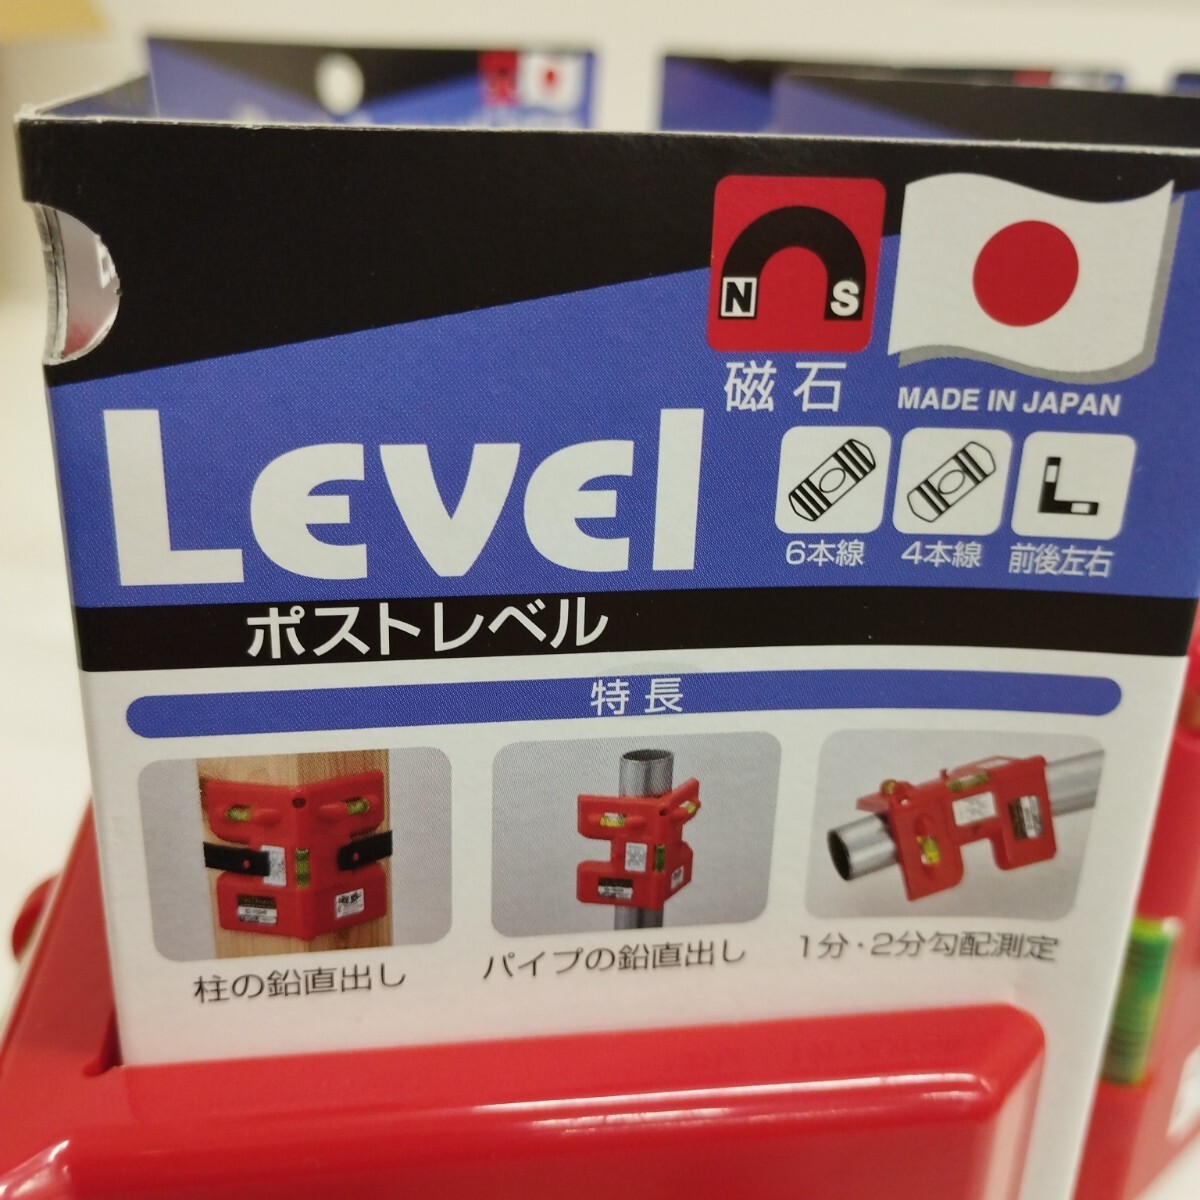 N S
磁石
MADE IN JAPAN
Level
6本線
4本線
前後左右
ポストレベル
特長
柱の鉛直出し
パイプの鉛直出し
1分・2分勾配測定